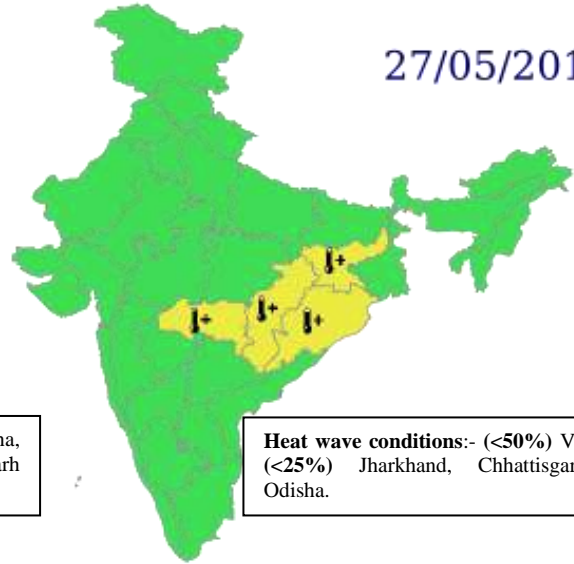 27/05/201
na,
arh
Heat wave conditions:- (<50%) V
(<25%) Jharkhand, Chhattisgar
Odisha.